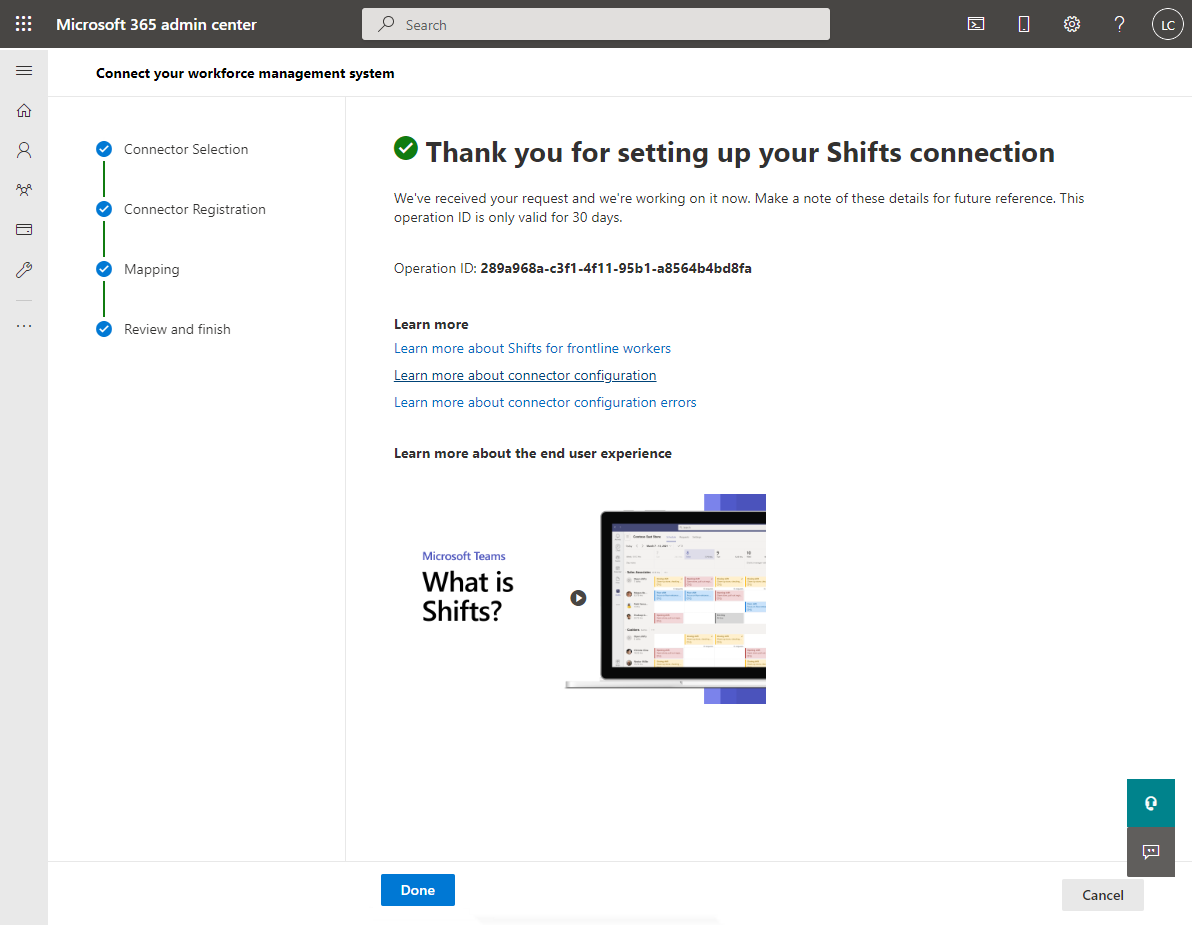 Microsoft 365 admin center
Search
LC
Connect your workforce management system
Connector Selection
Connector Registration
Mapping
Review and finish
Thank you for setting up your Shifts connection
We've received your request and we're working on it now. Make a note of these details for future reference. This
operation ID is only valid for 30 days.
Operation ID: 289a968a-c3f1-4f11-95b1-a8564b4bd8fa
Learn more
Learn more about Shifts for frontline workers
Learn more about connector configuration
Learn more about connector configuration errors
Learn more about the end user experience
Microsoft Teams
What is
Shifts?
Done
Cancel